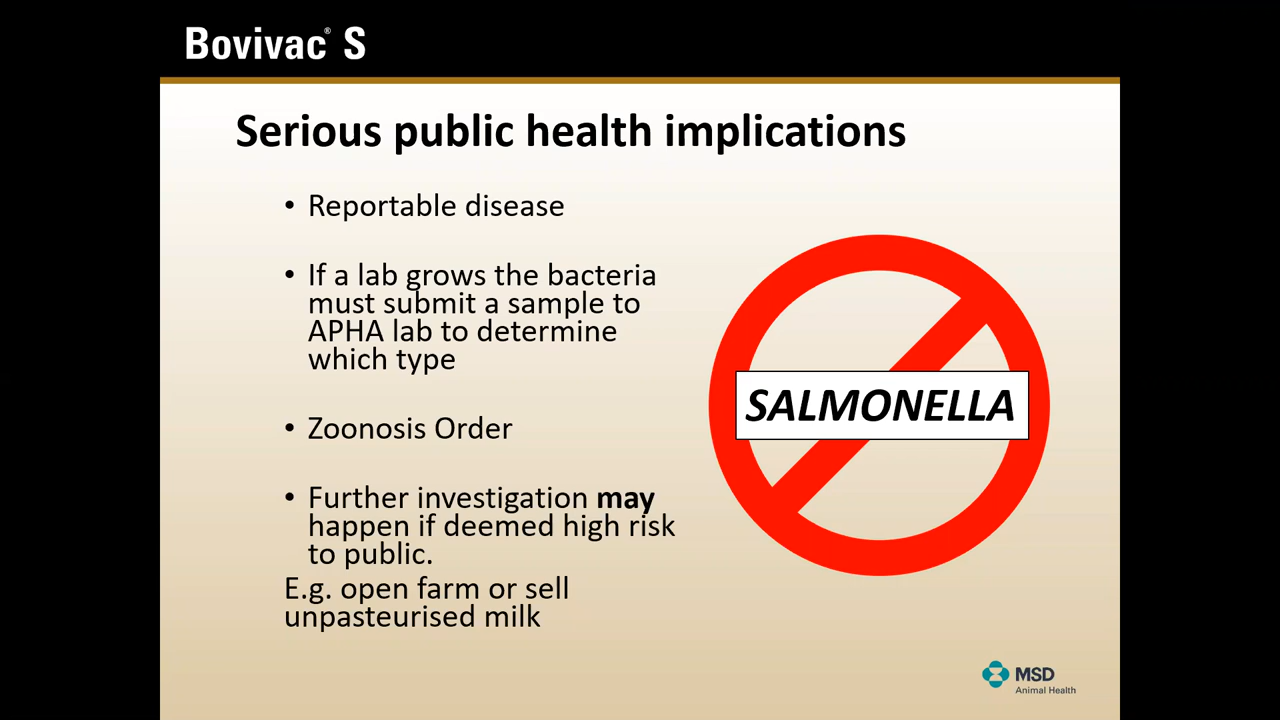 Bovivac® S
Serious public health implications
• Reportable disease
• If a lab grows the bacteria
must submit a sample to
APHA lab to determine
which type
• Zoonosis Order
• Further investigation may
happen if deemed high risk
to public.
E.g. open farm or sell
unpasteurised milk
SALMONELLA
MSD
Animal Health